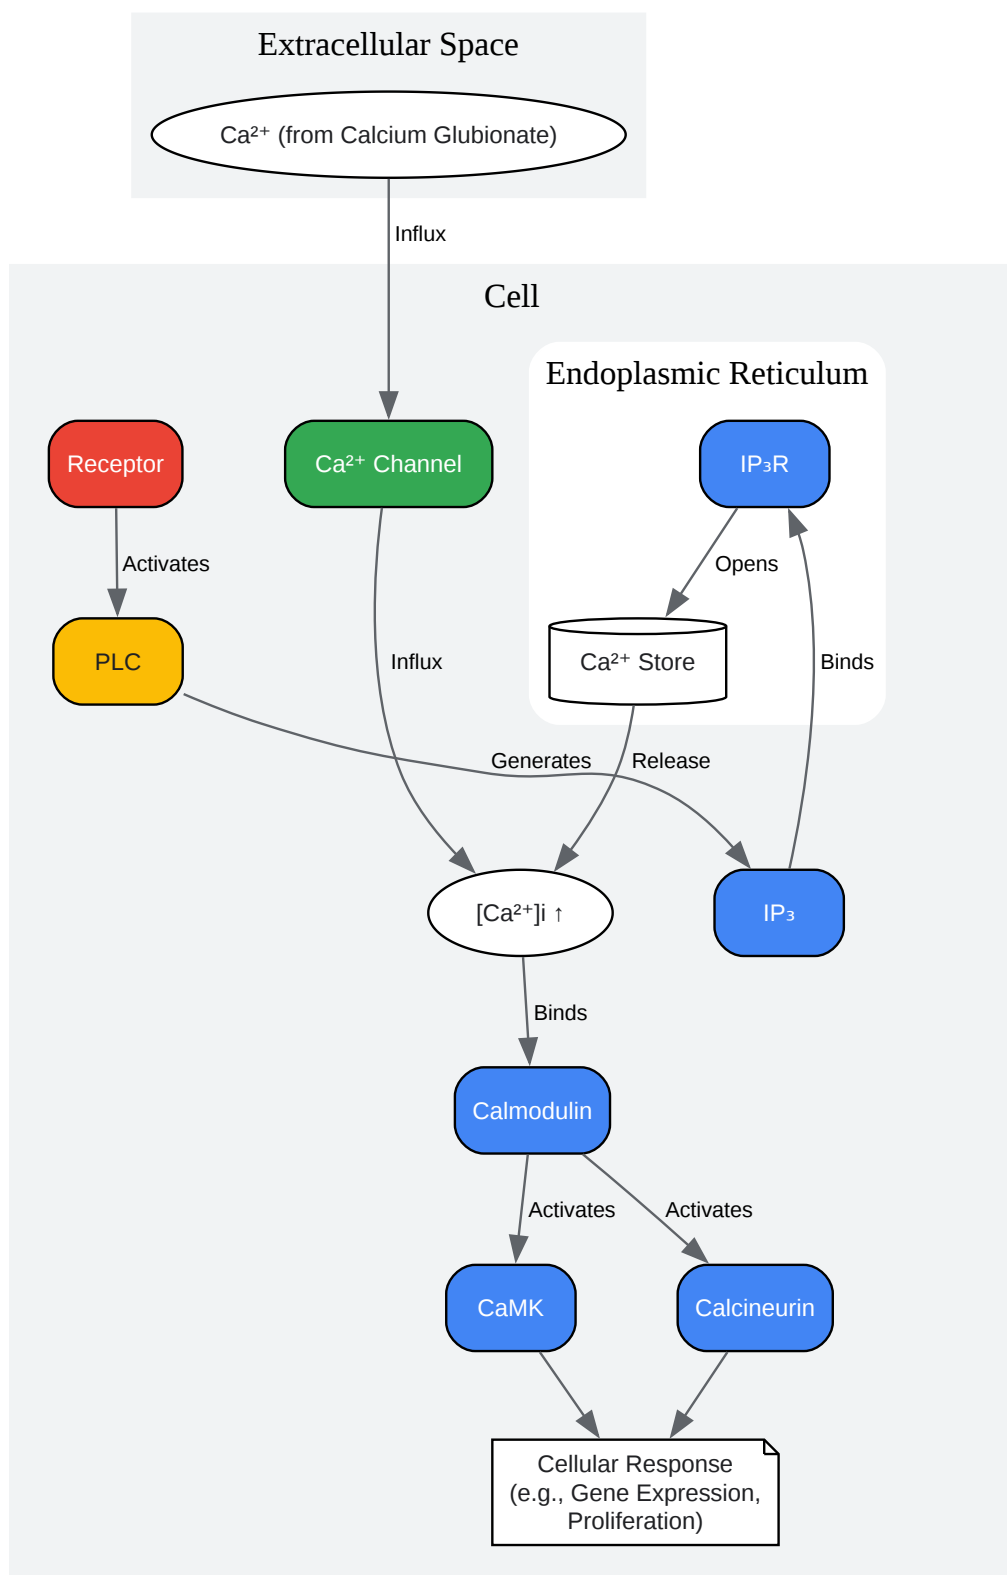 Extracellular Space
Ca²⁺ (from Calcium Glubionate)
Influx
Cell
Endoplasmic Reticulum
Receptor
Ca²⁺ Channel
IP₃R
Activates
Opens
PLC
Influx
Ca²⁺ Store
Binds
Generates
Release
[Ca²⁺]i ↑
IP₃
Binds
Calmodulin
Activates
Activates
CaMK
Calcineurin
Cellular Response
(e.g., Gene Expression,
Proliferation)